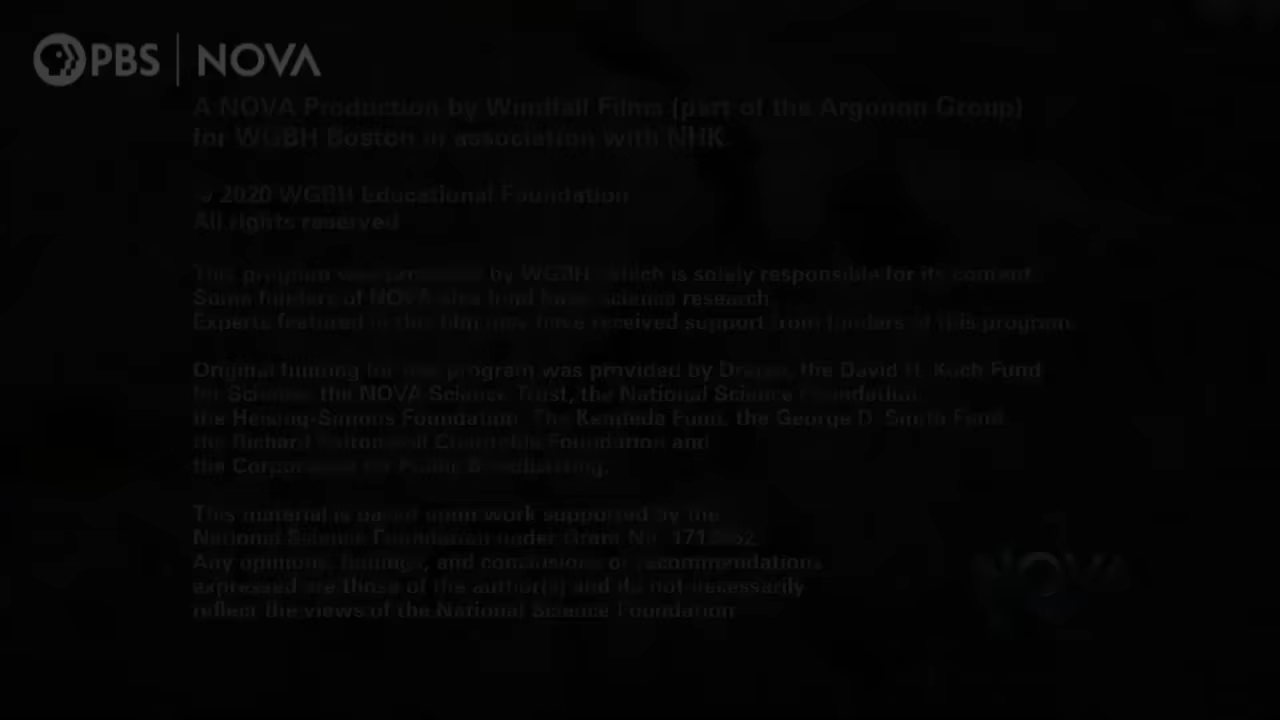 PBS | NOVA
A NOVA Production by Windfall Films (part of the Argonon Group)
for WGBH Boston in association with NHK
© 2020 WGBH Educational Foundation
All rights reserved
This program was produced by WGBH, which is solely responsible for its content.
Some funders of NOVA also fund basic science research.
Experts featured in this film may have received support from funders of this program.
Original funding for this program was provided by Draper, the David H. Koch Fund
for Science, the NOVA Science Trust, the National Science Foundation,
the Heising-Simons Foundation, The Kendeda Fund, the George D. Smith Fund,
the Richard Charitable Foundation and
the Corporation for Public Broadcasting.
This material is based upon work supported by the
National Science Foundation under Grant No.
Any opinions, findings, and conclusions or recommendations
expressed are those of the author(s) and do not necessarily
reflect the views of the National Science Foundation
NOVA